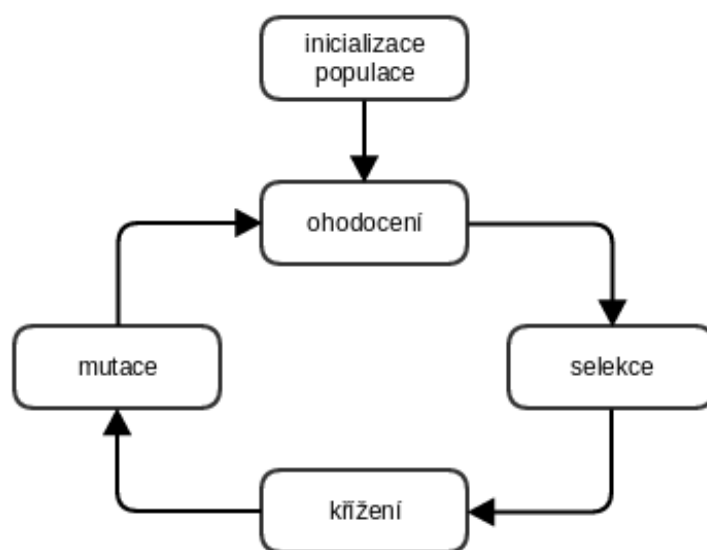 inicializace
populace
ohodocení
mutace
selekce
křížení